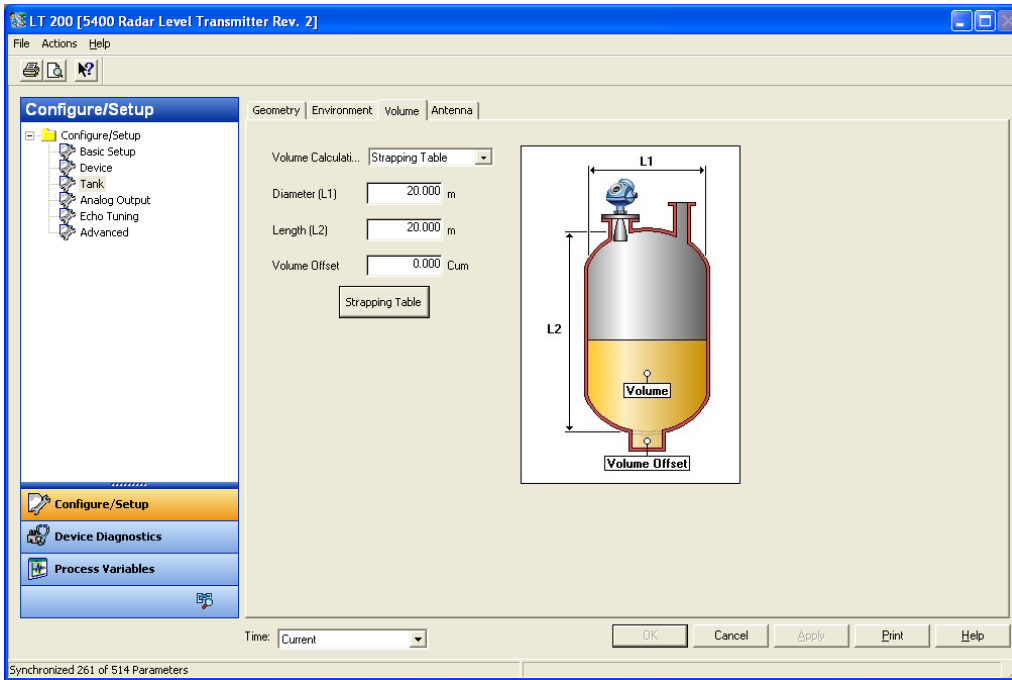 LT 200 [5400 Radar Level Transmitter Rev. 2]
File Actions Help
Configure/Setup
Configure/Setup
Basic Setup
Device
Tank
Analog Output
Echo Tuning
Advanced
Configure/Setup
Device Diagnostics
Process Variables
Geometry Environment Volume Antenna
Volume Calculati... Strapping Table
Diameter (L1) 20.000 m
Length (L2) 20.000 m
Volume Offset 0.000 Cum
Strapping Table
L1
L2
Volume
Volume Offset
Time: Current
OK Cancel Apply Print Help
Synchronized 261 of 514 Parameters